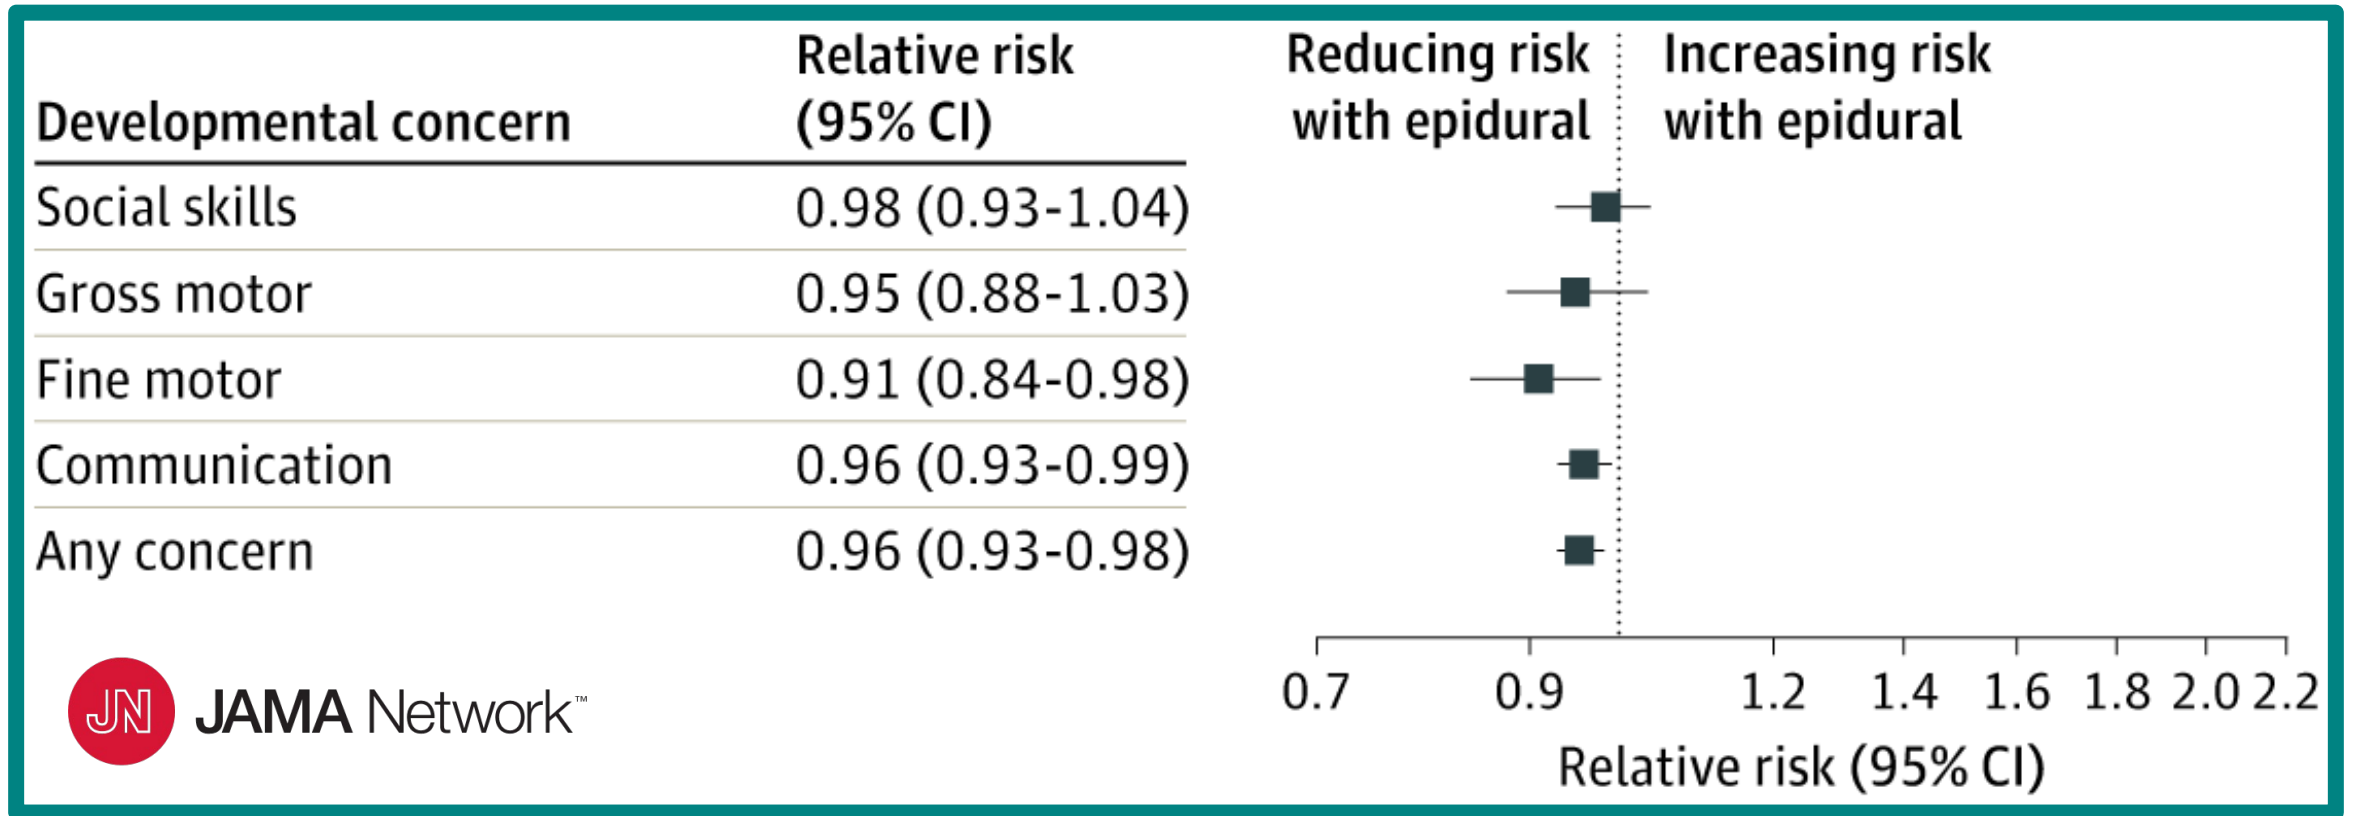 Relative risk
(95% CI)
Developmental concern
Reducing risk
with epidural
Increasing risk
with epidural
Social skills 0.98 (0.93-1.04)
Gross motor 0.95 (0.88-1.03)
Fine motor 0.91 (0.84-0.98)
Communication 0.96 (0.93-0.99)
Any concern 0.96 (0.93-0.98)
0.7 0.9 1.2 1.4 1.6 1.8 2.0 2.2
Relative risk (95% CI)
JN JAMA Network™